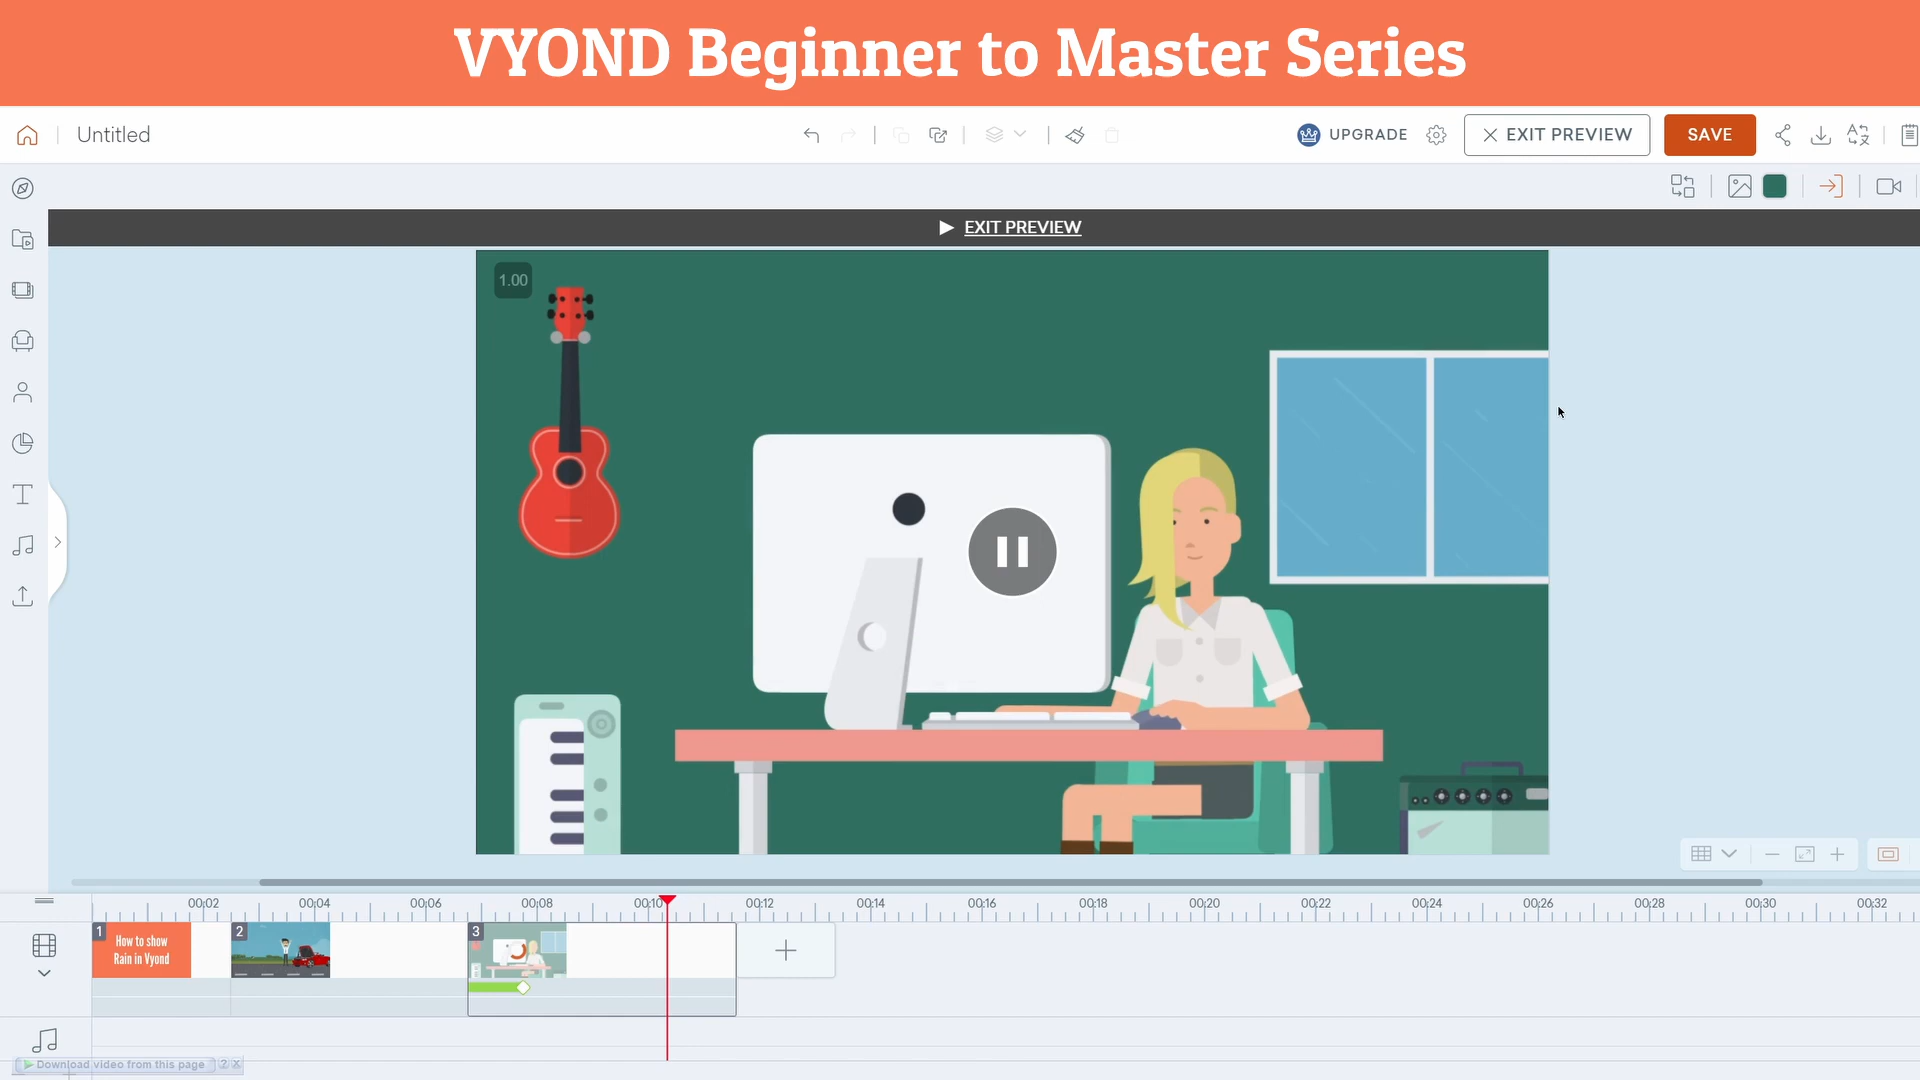 VYOND Beginner to Master Series
Untitled
UPGRADE
EXIT PREVIEW
SAVE
EXIT PREVIEW
1.00
00:02 00:04 00:06 00:08 00:10 00:12 00:14 00:16 00:18 00:20 00:22 00:24 00:26 00:28 00:30 00:32
1
How to show
Rain in Vyond
2
3
Download video from this page ? X